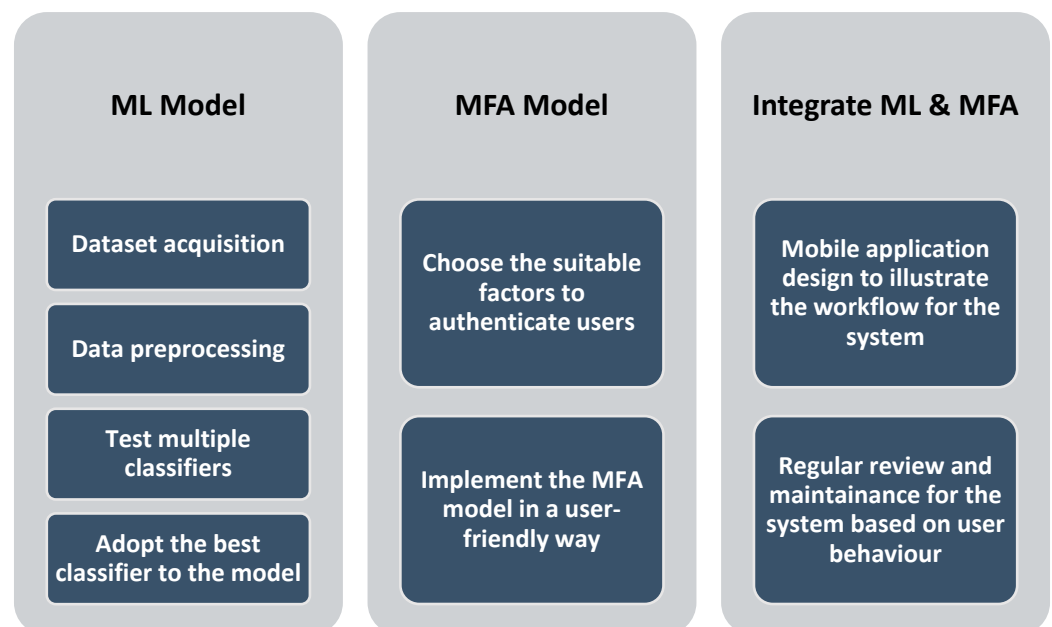 ML Model
Dataset acquisition
Data preprocessing
Test multiple
classifiers
Adopt the best
classifier to the model
MFA Model
Choose the suitable
factors to
authenticate users
Implement the MFA
model in a user-
friendly way
Integrate ML & MFA
Mobile application
design to illustrate
the workflow for the
system
Regular review and
maintainance for the
system based on user
behaviour